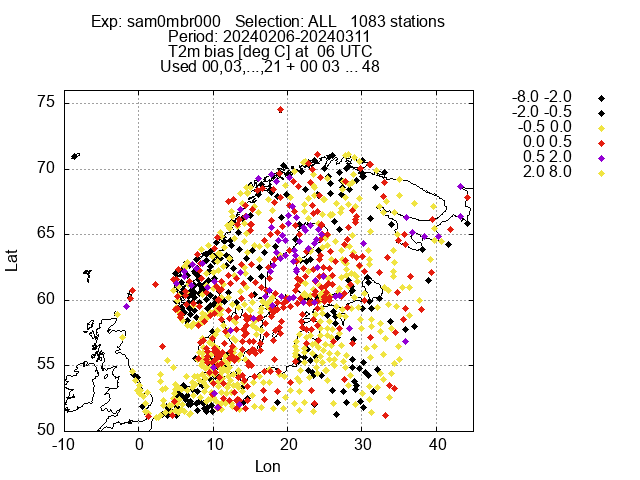 Exp: sam0mbr000 Selection: ALL 1083 stations
Period: 20240206-20240311
T2m bias [deg C] at 06 UTC
Used 00,03,...,21 + 00 03 ... 48
-8.0 -2.0
-2.0 -0.5
-0.5 0.0
0.0 0.5
0.5 2.0
2.0 8.0
75
70
65
60
55
50
Lat
-10 0 10 20 30 40
Lon